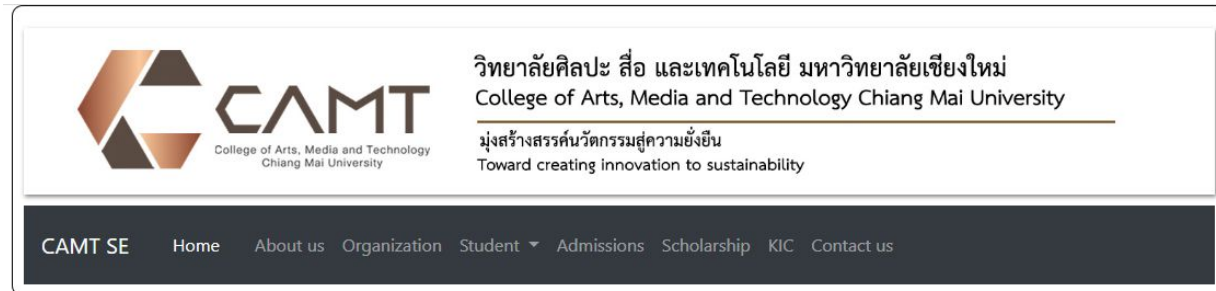 CAMT
College of Arts, Media and Technology
Chiang Mai University
วิทยาลัยศิลปะ สื่อ และเทคโนโลยี มหาวิทยาลัยเชียงใหม่
College of Arts, Media and Technology Chiang Mai University
มุ่งสร้างสรรค์นวัตกรรมสู่ความยั่งยืน
Toward creating innovation to sustainability
CAMT SE Home About us Organization Student Admissions Scholarship KIC Contact us